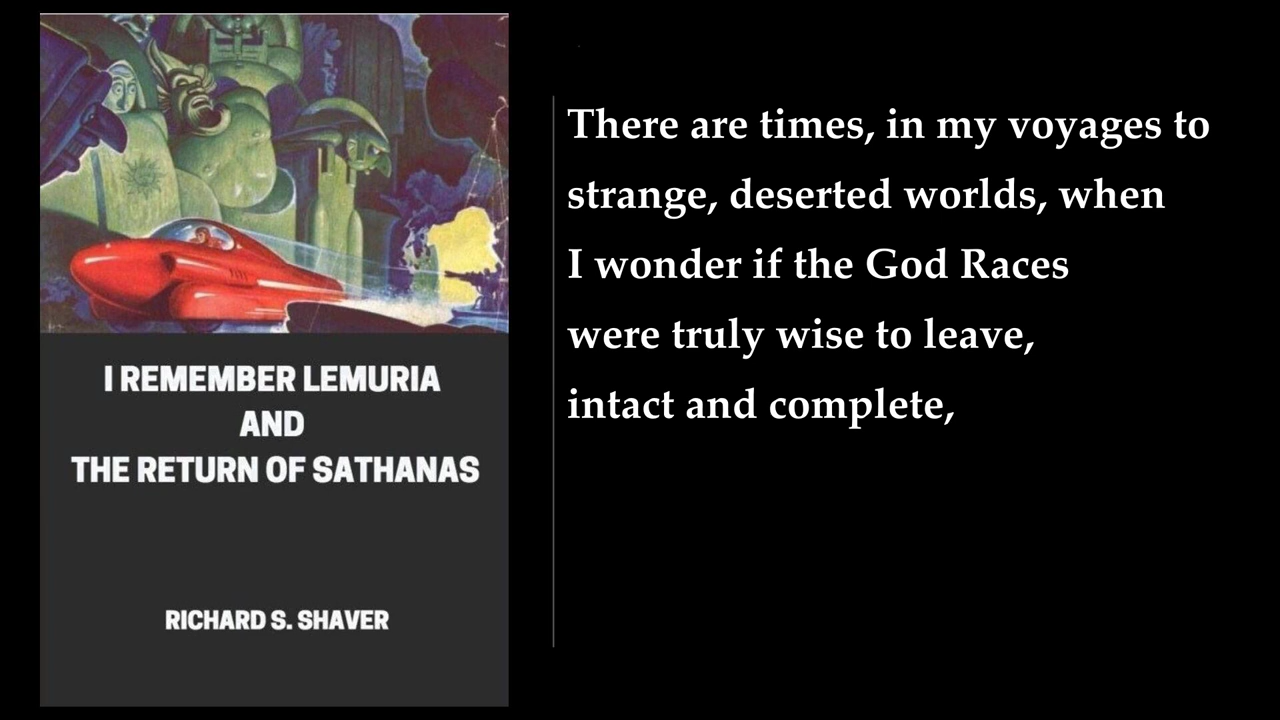 I REMEMBER LEMURIA
AND
THE RETURN OF SATHANAS
RICHARD S. SHAVER
There are times, in my voyages to
strange, deserted worlds, when
I wonder if the God Races
were truly wise to leave,
intact and complete,